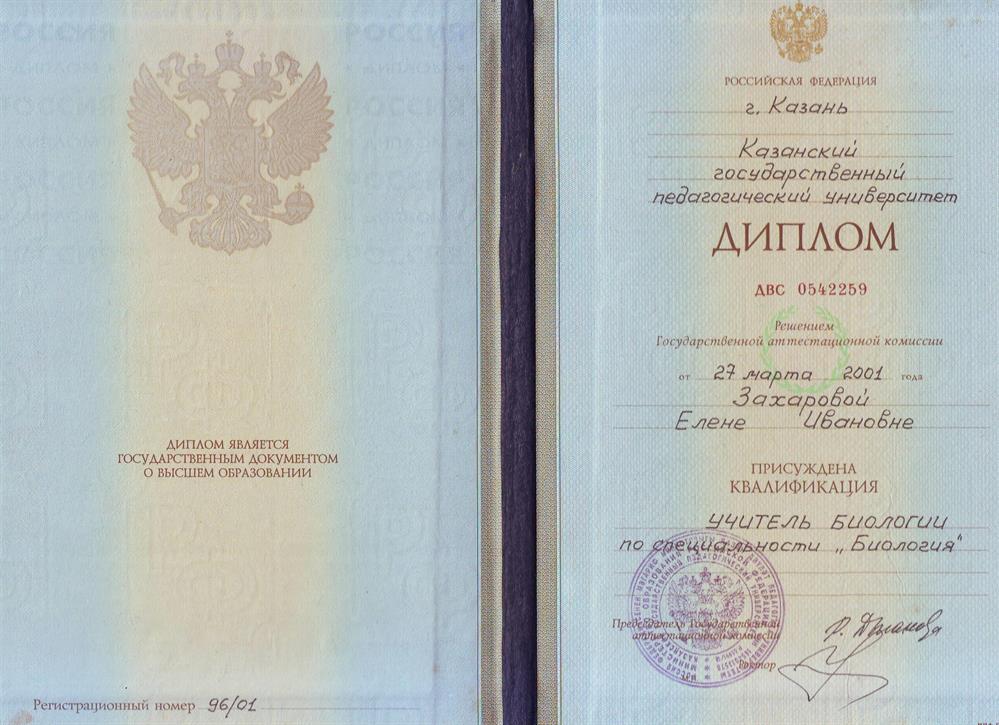 ДИПЛОМ ЯВЛЯЕТСЯ
ГОСУДАРСТВЕННЫМ ДОКУМЕНТОМ
О ВЫСШЕМ ОБРАЗОВАНИИ
Регистрационный номер 96/01
РОССИЙСКАЯ ФЕДЕРАЦИЯ
г. Казань
Казанский
государственный
педагогический университет
ДИПЛОМ
ДВС 0542259
Решением
Государственной аттестационной комиссии
от 27 марта 2001 года
Захаровой
Елене Ивановне
ПРИСУЖДЕНА
КВАЛИФИКАЦИЯ
УЧИТЕЛЬ БИОЛОГИИ
по специальности „Биология"
Председатель Государственной
аттестационной комиссии
Ректор